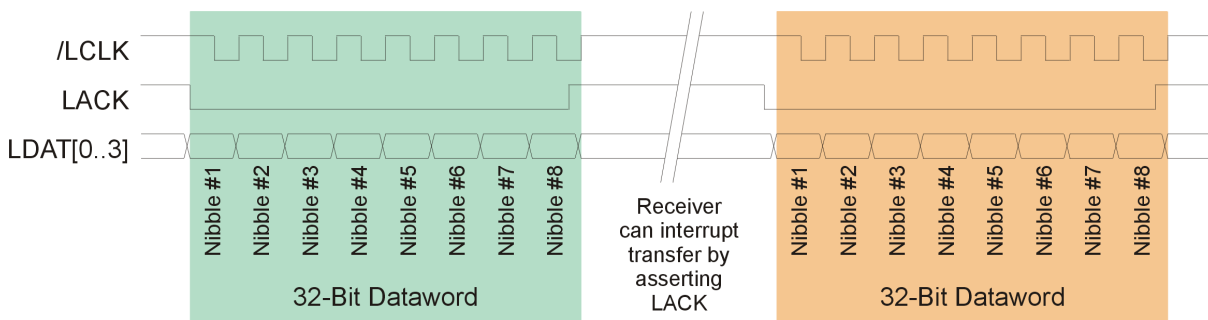 /LCLK
LACK
LDAT[0..3]
Nibble #1
Nibble #2
Nibble #3
Nibble #4
Nibble #5
Nibble #6
Nibble #7
Nibble #8
32-Bit Dataword
Receiver
can interrupt
transfer by
asserting
LACK
Nibble #1
Nibble #2
Nibble #3
Nibble #4
Nibble #5
Nibble #6
Nibble #7
Nibble #8
32-Bit Dataword